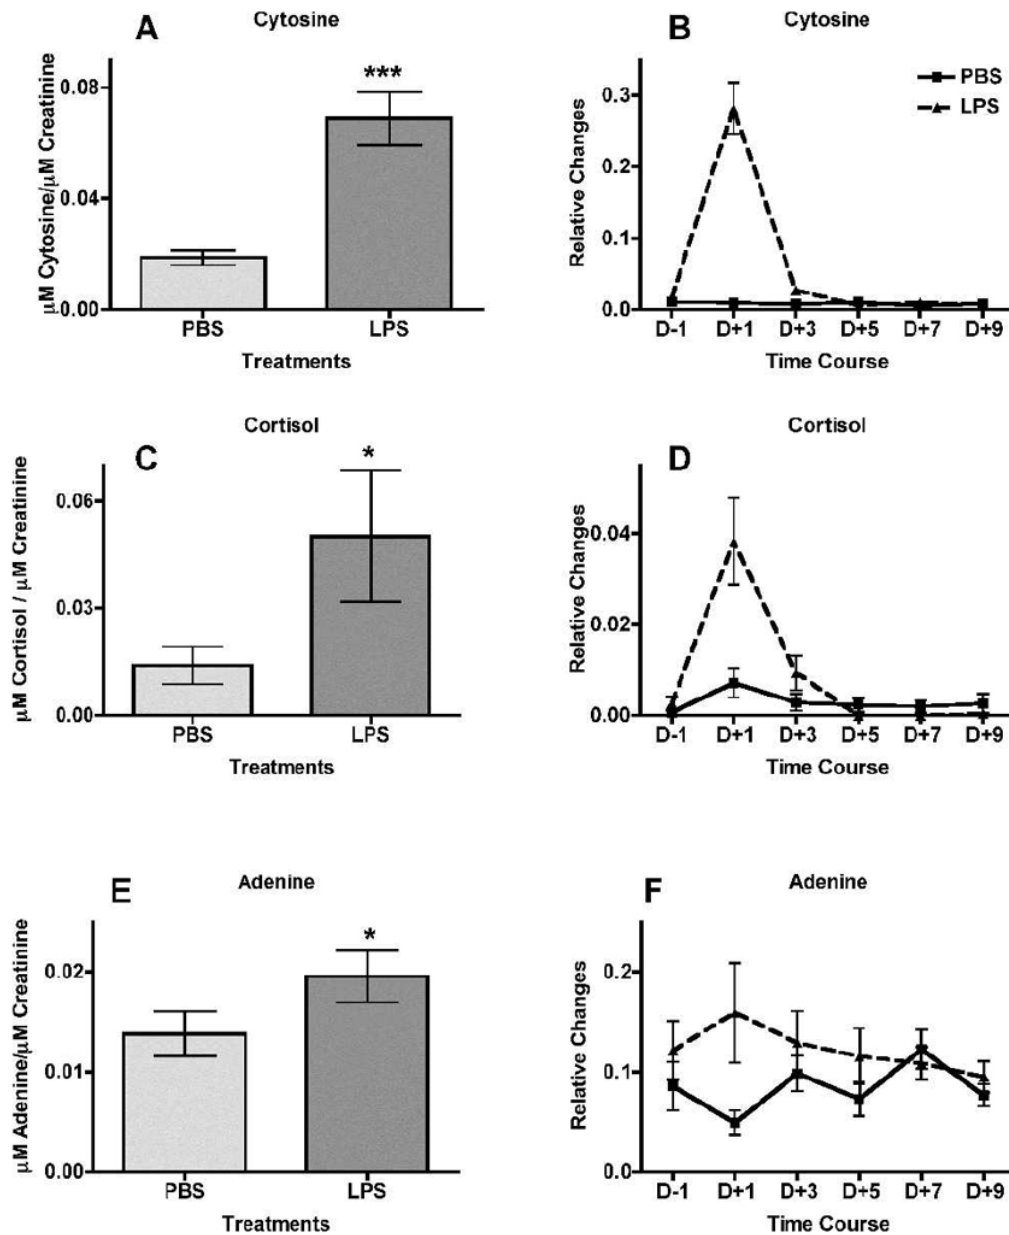 A
Cytosine
μM Cytosine/μM Creatinine
0.08
0.04
0.00
***
PBS
LPS
Treatments
B
Cytosine
PBS
LPS
Relative Changes
0.3
0.2
0.1
0.0
D-1 D+1 D+3 D+5 D+7 D+9
Time Course
C
Cortisol
μM Cortisol / μM Creatinine
0.06
0.03
0.00
*
PBS
LPS
Treatments
D
Cortisol
Relative Changes
0.04
0.02
0.00
D-1 D+1 D+3 D+5 D+7 D+9
Time Course
E
Adenine
μM Adenine/μM Creatinine
0.02
0.01
0.00
*
PBS
LPS
Treatments
F
Adenine
Relative Changes
0.2
0.1
0.0
D-1 D+1 D+3 D+5 D+7 D+9
Time Course